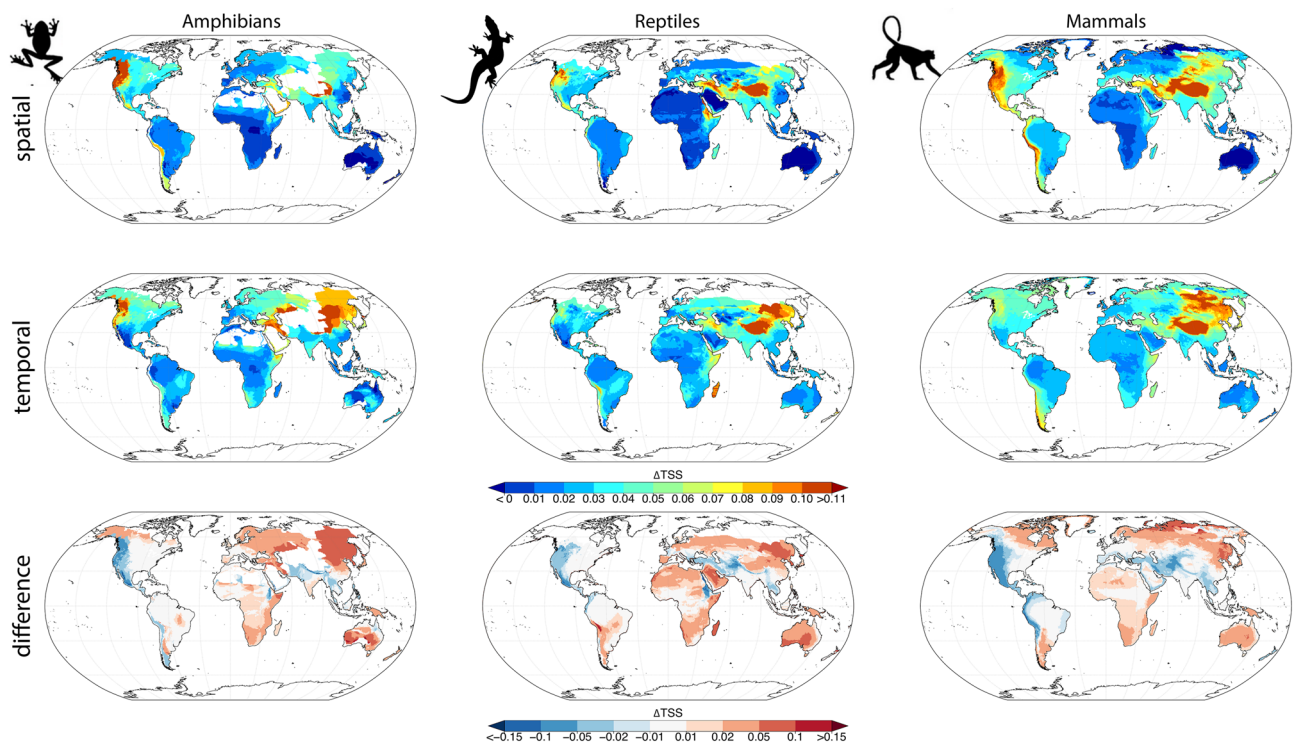 Amphibians Reptiles Mammals
spatial
temporal
ΔTSS
< 0 0.01 0.02 0.03 0.04 0.05 0.06 0.07 0.08 0.09 0.10 >0.11
difference
ΔTSS
<-0.15 -0.1 -0.05 -0.02 -0.01 0.01 0.02 0.05 0.1 >0.15